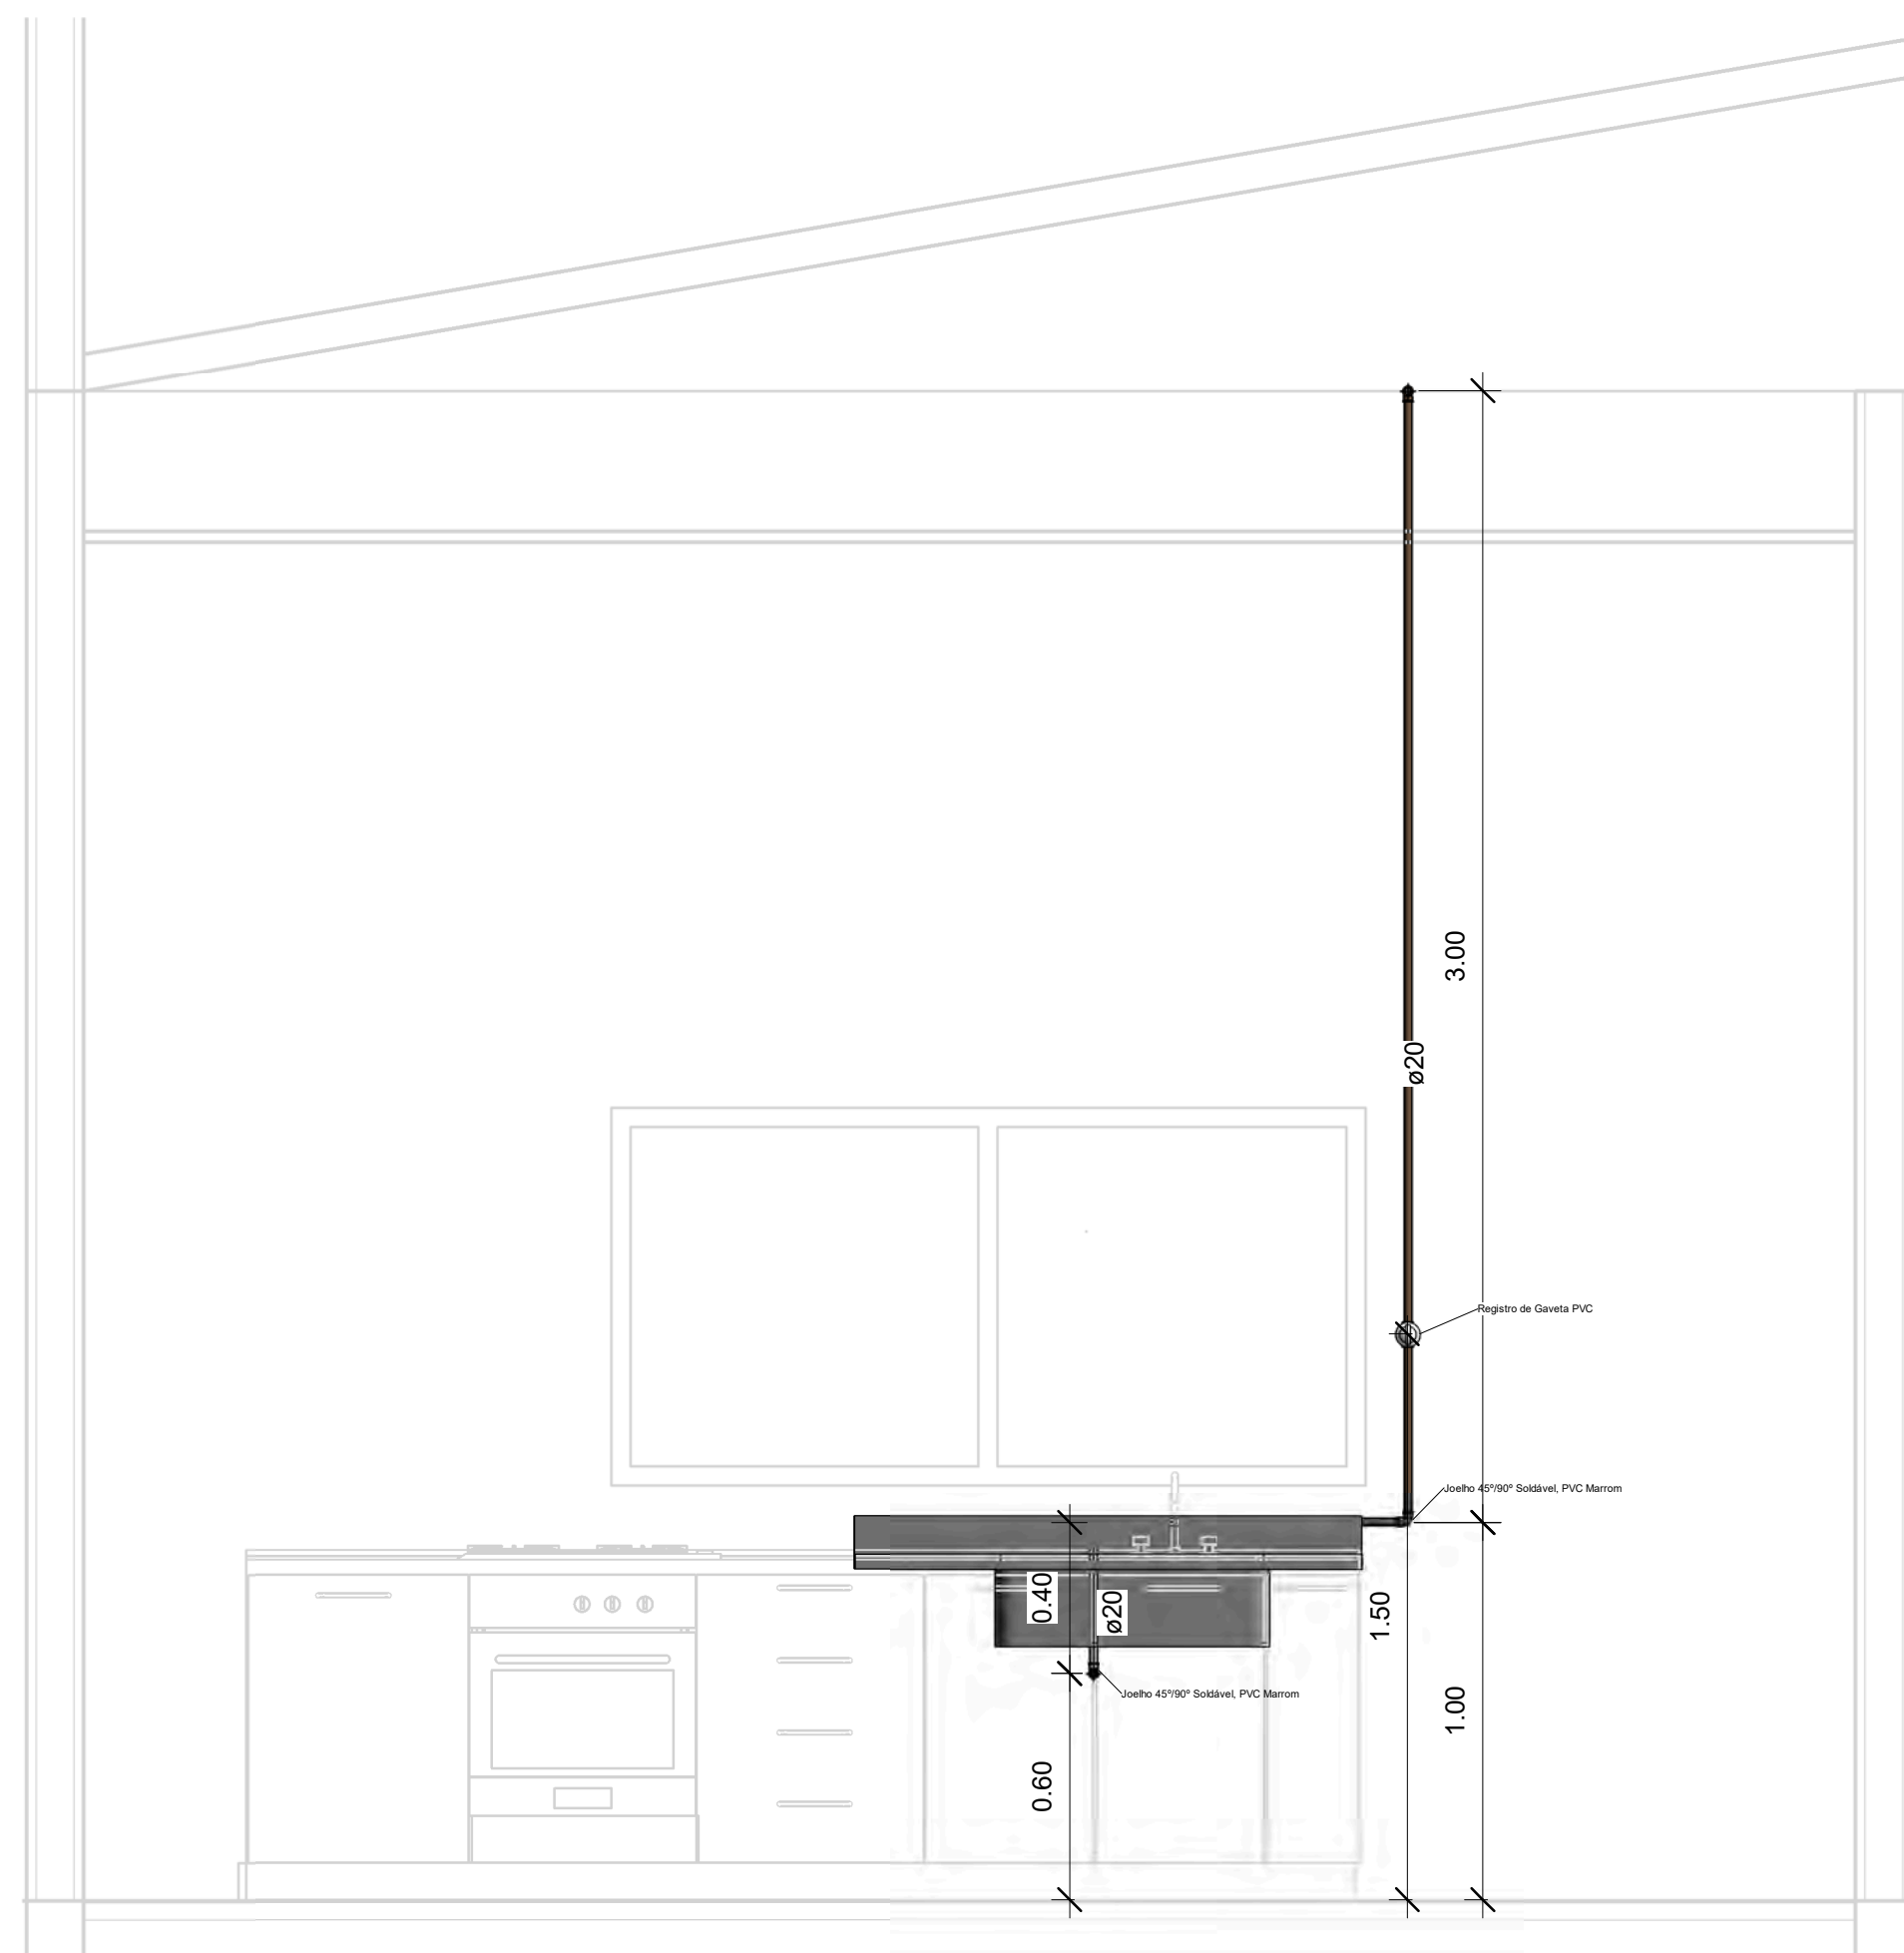 3.00
ø20
Registro de Gaveta PVC
Joelho 45º/90º Soldável, PVC Marrom
0.40
ø20
1.50
Joelho 45º/90º Soldável, PVC Marrom
1.00
0.60